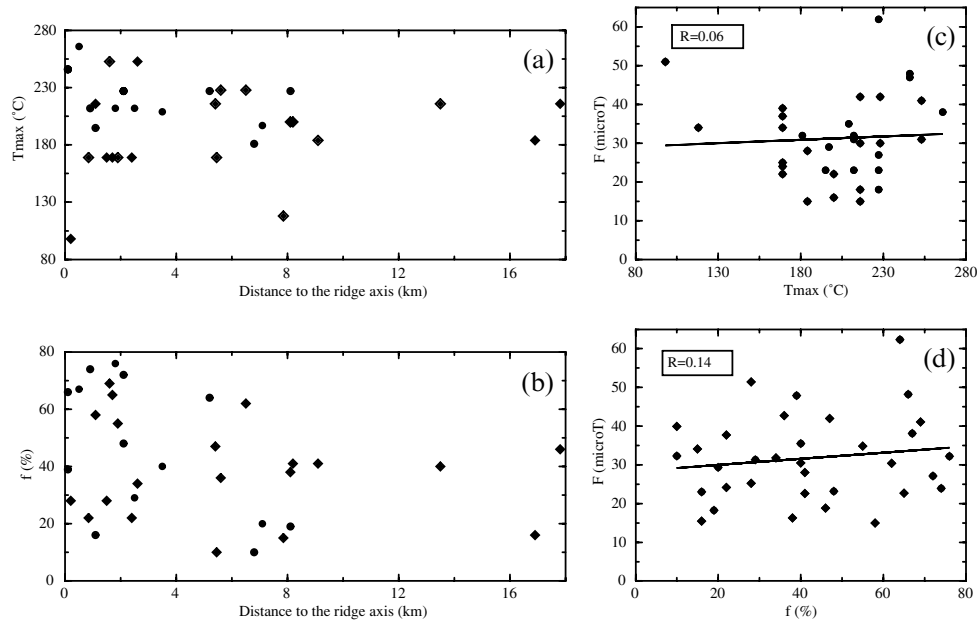 280
230
180
130
80
Tmax (˚C)
(a)
0 4 8 12 16
Distance to the ridge axis (km)
60
50
40
30
20
10
0
F (microT)
R=0.06
(c)
80 130 180 230 280
Tmax (˚C)
80
60
40
20
0
f (%)
(b)
0 4 8 12 16
Distance to the ridge axis (km)
60
50
40
30
20
10
0
F (microT)
R=0.14
(d)
0 20 40 60 80
f (%)